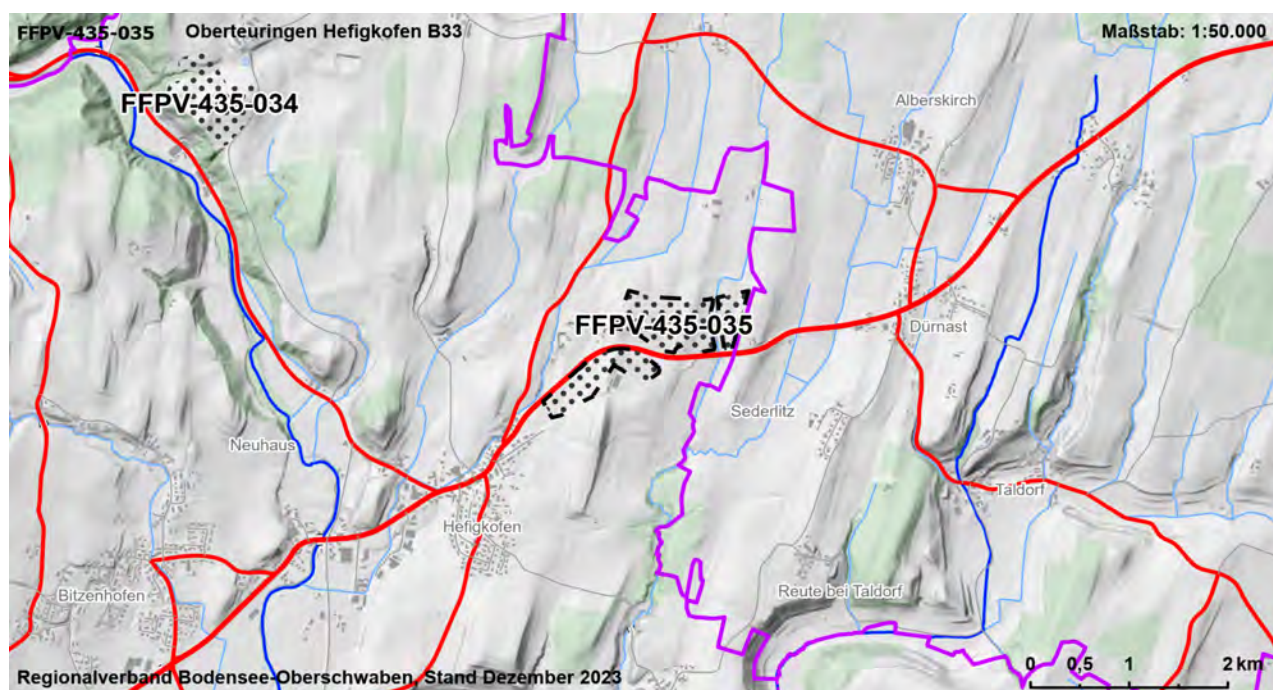 FFPV-435-035 Oberteuringen Hefigkofen B33 Maßstab: 1:50.000
FFPV-435-034
Alberskirch
FFPV-435-035
Dürnast
Sederlitz
Neuhaus
Taldorf
Hefigkofen
Bitzenhofen
Reute bei Taldorf
0 0,5 1 2 km
Regionalverband Bodensee-Oberschwaben, Stand Dezember 2023